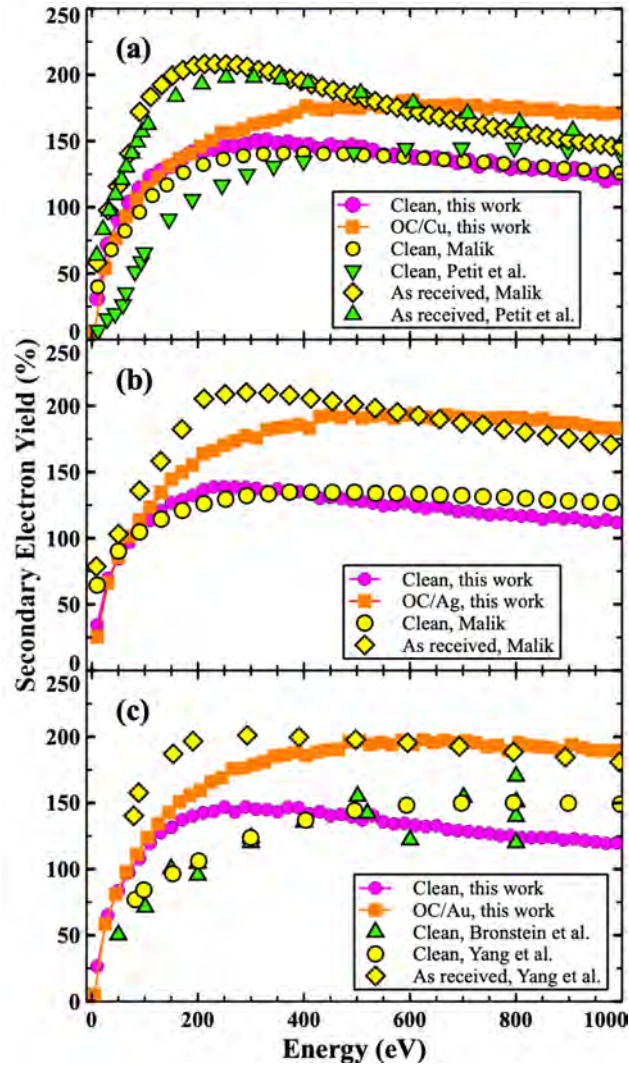 (a)
250
200
150
100
50
0
Clean, this work
OC/Cu, this work
Clean, Malik
Clean, Petit et al.
As received, Malik
As received, Petit et al.
Secondary Electron Yield (%)
(b)
250
200
150
100
50
0
Clean, this work
OC/Ag, this work
Clean, Malik
As received, Malik
(c)
250
200
150
100
50
0
Clean, this work
OC/Au, this work
Clean, Bronstein et al.
Clean, Yang et al.
As received, Yang et al.
0 200 400 600 800 1000
Energy (eV)